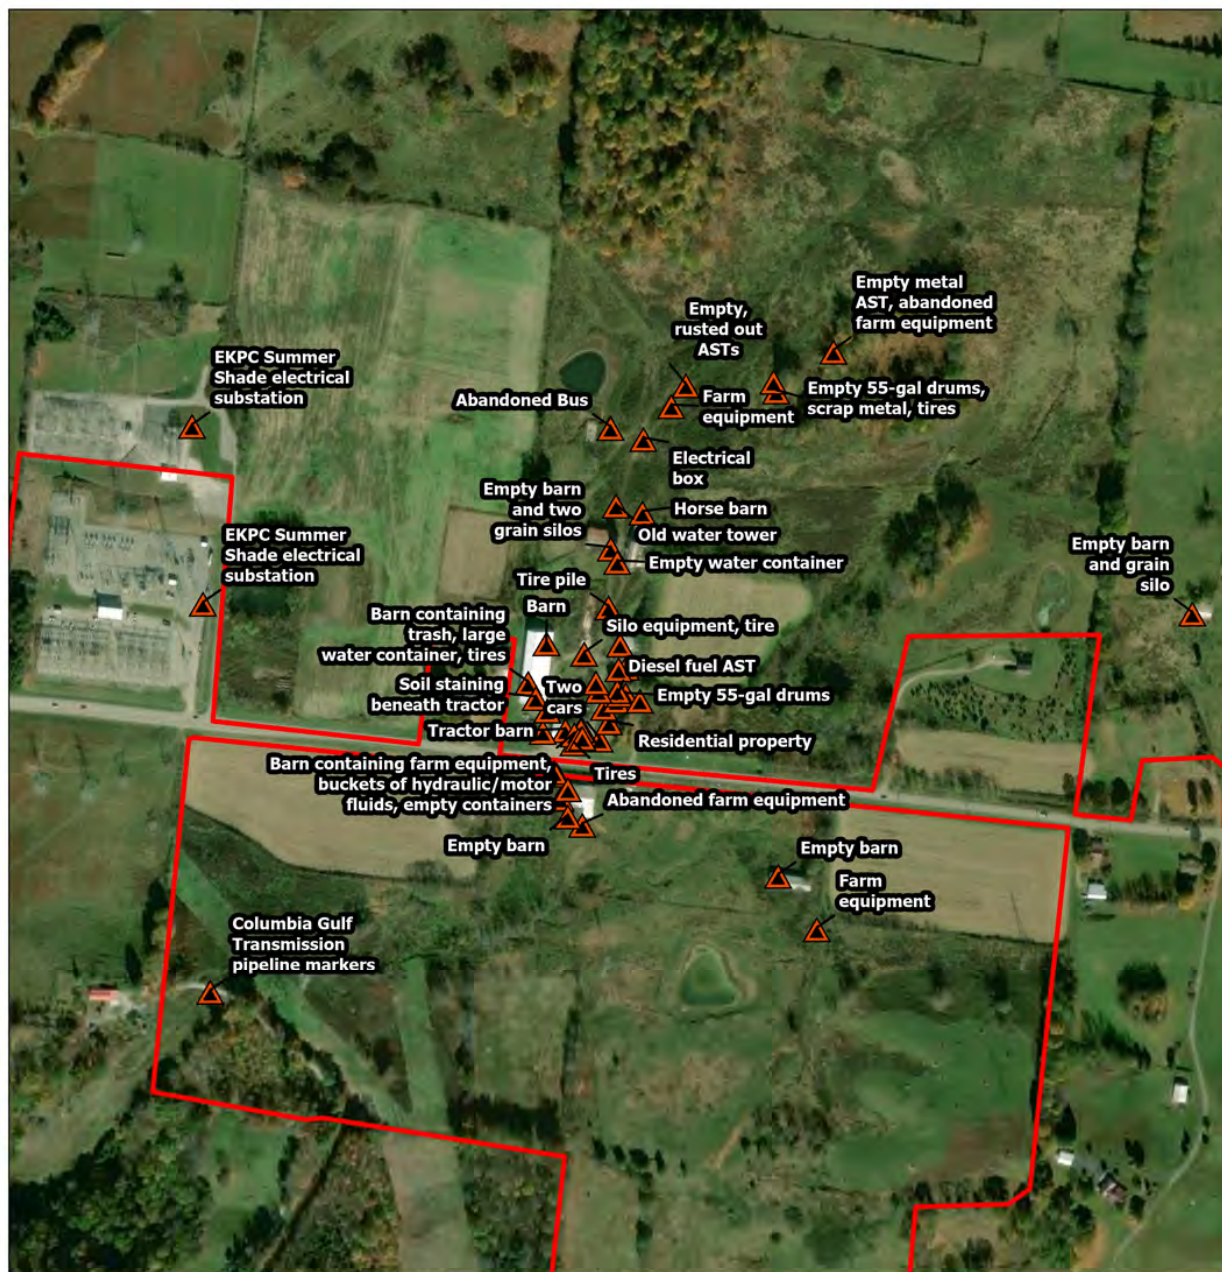 Empty metal
AST, abandoned
farm equipment
Empty,
rusted out
ASTs
EKPC Summer
Shade electrical
substation
Abandoned Bus
Farm
equipment
Empty 55-gal drums,
scrap metal, tires
Electrical
box
Empty barn
and two
grain silos
Horse barn
Old water tower
Empty water container
EKPC Summer
Shade electrical
substation
Empty barn
and grain
silo
Tire pile
Barn
Silo equipment, tire
Barn containing
trash, large
water container, tires
Diesel fuel AST
Soil staining
beneath tractor
Two
cars
Empty 55-gal drums
Tractor barn
Residential property
Barn containing farm equipment,
buckets of hydraulic/motor
fluids, empty containers
Tires
Abandoned farm equipment
Empty barn
Empty barn
Farm
equipment
Columbia Gulf
Transmission
pipeline markers